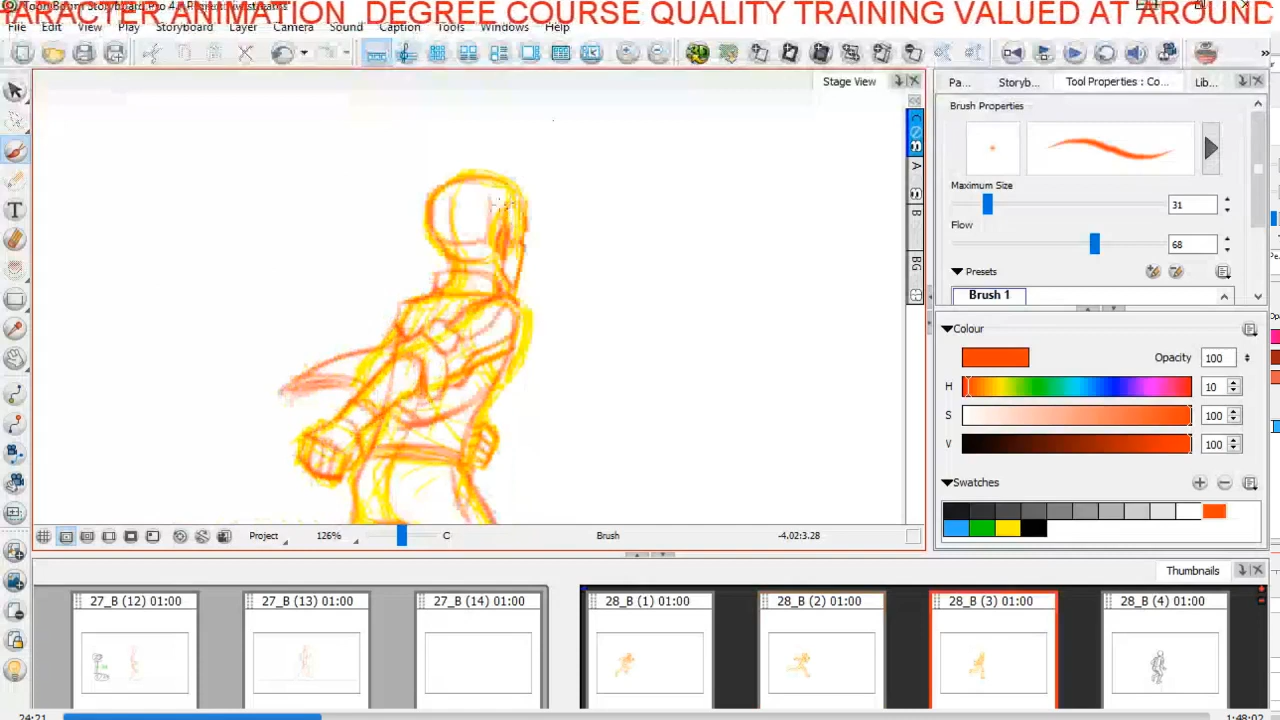 CHARACTER ANIMATION DEGREE COURSE QUALITY TRAINING VALUED AT AROUND
File Edit View Play Storyboard Layer Camera Sound Caption Tools Windows Help
Stage View
Pa... Storyb... Tool Properties : Co... Lib...
Brush Properties
Maximum Size
31
Flow
68
Presets
Brush 1
A
B
BG
Colour
Opacity 100
H 10
S 100
V 100
Swatches
Project 126% Brush -4.02:3.28
Thumbnails
27_B (12) 01:00 27_B (13) 01:00 27_B (14) 01:00 28_B (1) 01:00 28_B (2) 01:00 28_B (3) 01:00 28_B (4) 01:00
24:21 1:48:02